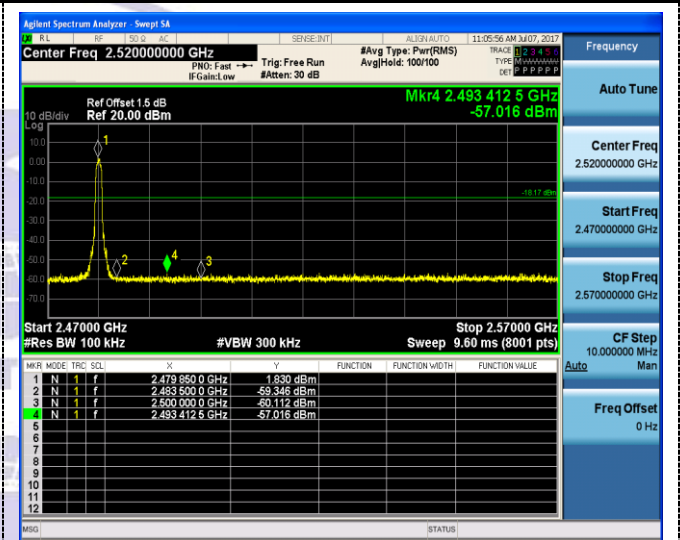 Agilent Spectrum Analyzer - Swept SA
RL RF 50 Ω AC SENSE:INT ALIGN AUTO 11:05:56 AM Jul 07, 2017
Center Freq 2.520000000 GHz
PNO: Fast
IFGain:Low
Trig: Free Run
#Atten: 30 dB
#Avg Type: Pwr(RMS)
Avg|Hold: 100/100
TRACE 1 2 3 4 5 6
TYPE
DET P P P P P P
Frequency
Auto Tune
Center Freq
2.520000000 GHz
Start Freq
2.470000000 GHz
Stop Freq
2.570000000 GHz
CF Step
10.000000 MHz
Auto Man
Freq Offset
0 Hz
Mkr4 2.493 412 5 GHz
-57.016 dBm
Ref Offset 1.5 dB
10 dB/div Ref 20.00 dBm
Log
10.0
0.00
-10.0
-20.0
-30.0
-40.0
-50.0
-60.0
-70.0
1
2
4
3
-18.17 dBm
Start 2.47000 GHz Stop 2.57000 GHz
#Res BW 100 kHz #VBW 300 kHz Sweep 9.60 ms (8001 pts)
MKR MODE TRC SCL X Y FUNCTION FUNCTION WIDTH FUNCTION VALUE
1 N 1 f 2.479 850 0 GHz 1.830 dBm
2 N 1 f 2.483 500 0 GHz -59.346 dBm
3 N 1 f 2.500 000 0 GHz -60.112 dBm
4 N 1 f 2.493 412 5 GHz -57.016 dBm
5
6
7
8
9
10
11
12
MSG STATUS